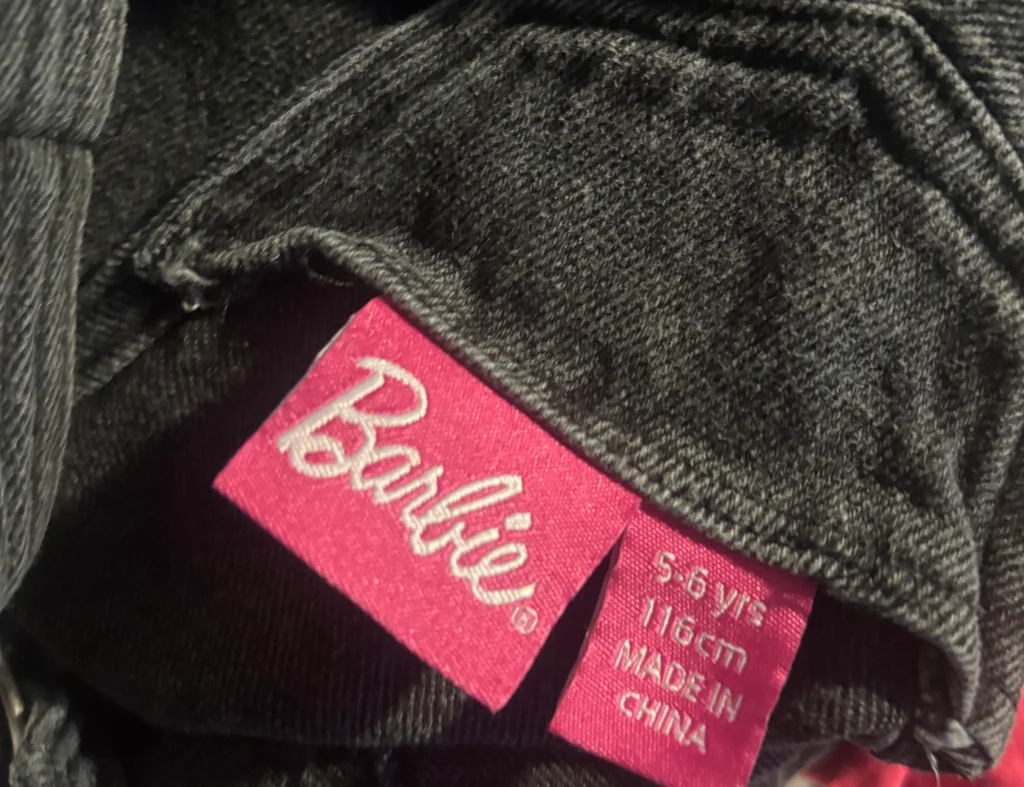 Barbie®
5-6 yrs
116cm
MADE IN
CHINA